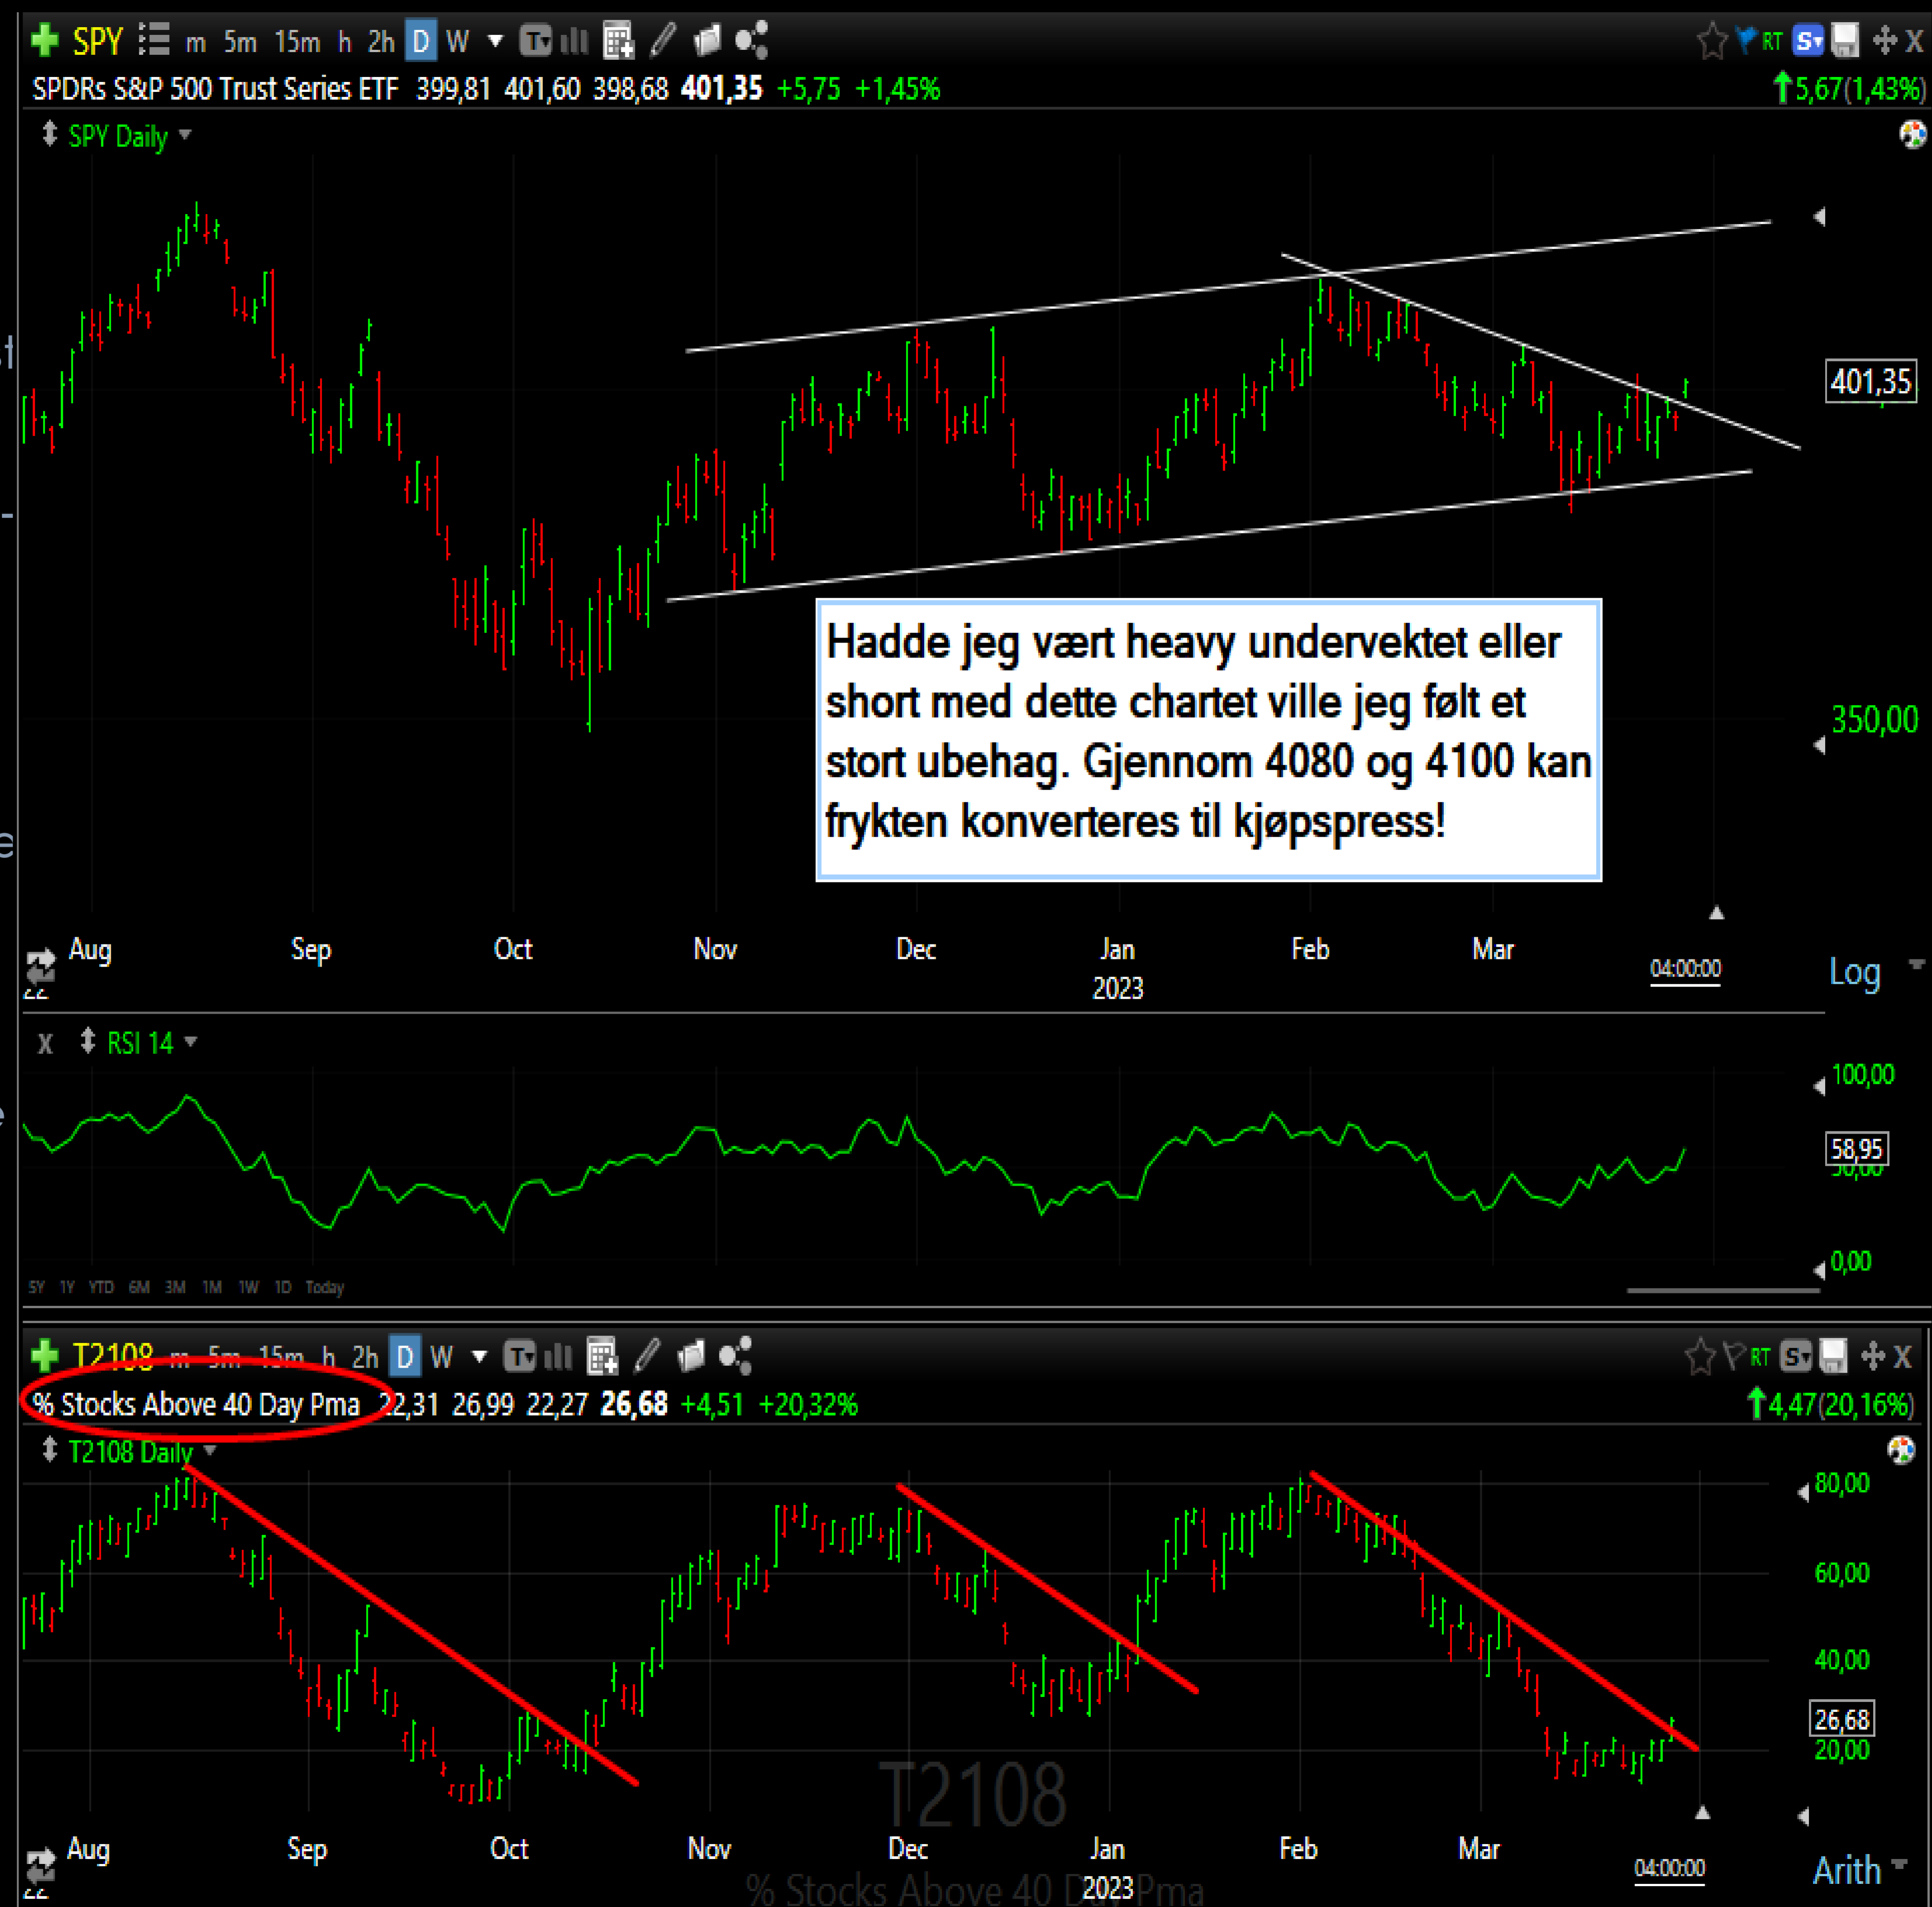 SPY m 5m 15m h 2h D W T RT S X
SPDRs S&P 500 Trust Series ETF 399,81 401,60 398,68 401,35 +5,75 +1,45% 5,67(1,43%)
SPY Daily
401,35
Hadde jeg vært heavy undervektet eller
short med dette chartet ville jeg følt et
stort ubehag. Gjennom 4080 og 4100 kan
frykten konverteres til kjøpspress!
350,00
Aug Sep Oct Nov Dec Jan Feb Mar
2023
04:00:00
Log
X RSI 14
100,00
58,95
0,00
5Y 1Y YTD 6M 3M 1M 1W 1D Today
T2108 m 5m 15m h 2h D W T RT S X
% Stocks Above 40 Day Pma 22,31 26,99 22,27 26,68 +4,51 +20,32% 4,47(20,16%)
T2108 Daily
80,00
60,00
40,00
26,68
20,00
T2108
Aug Sep Oct Nov Dec Jan Feb Mar
2023
04:00:00
Arith
% Stocks Above 40 Day Pma